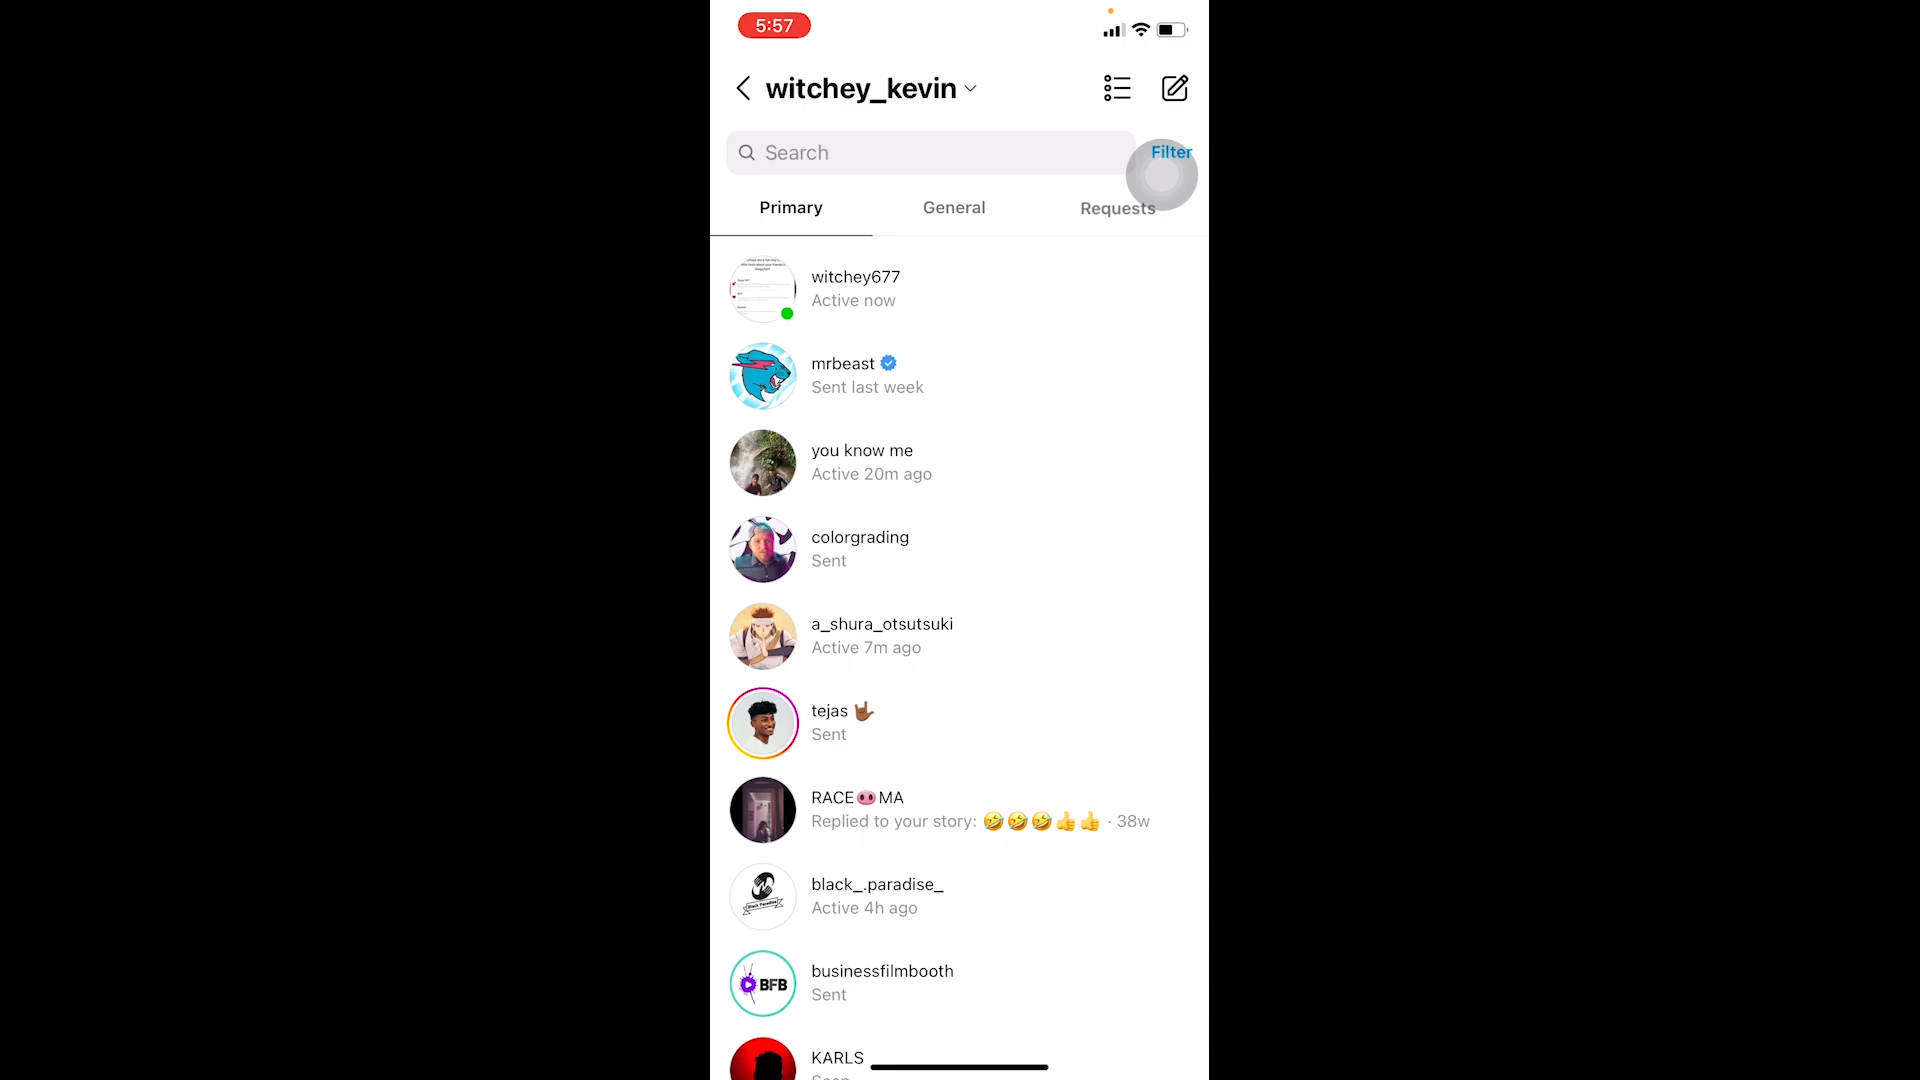 5:57
witchey_kevin
Search
Filter
Primary
General
Requests
witchey677
Active now
mrbeast
Sent last week
you know me
Active 20m ago
colorgrading
Sent
a_shura_otsutsuki
Active 7m ago
tejas 🤟🏾
Sent
RACE🐽MA
Replied to your story: 🤣🤣🤣👍👍 · 38w
Black Paradise
black_.paradise_
Active 4h ago
BFB
businessfilmbooth
Sent
KARLS